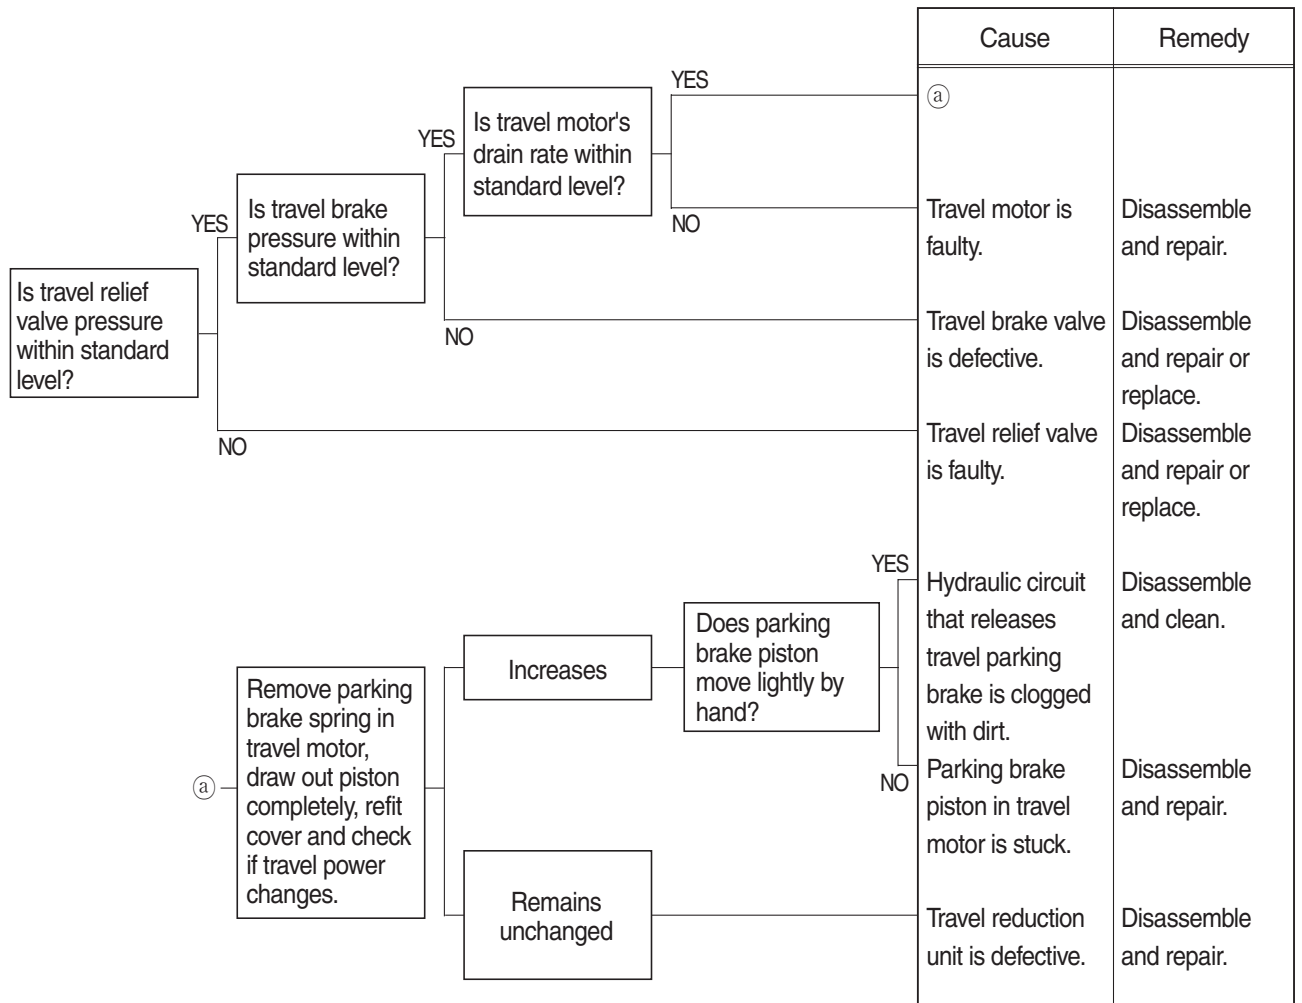 Cause
Remedy
YES
ⓐ
Is travel motor's
drain rate within
standard level?
YES
NO
Travel motor is
faulty.
Disassemble
and repair.
Is travel brake
pressure within
standard level?
YES
NO
Travel brake valve
is defective.
Disassemble
and repair or
replace.
Is travel relief
valve pressure
within standard
level?
NO
Travel relief valve
is faulty.
Disassemble
and repair or
replace.
ⓐ
Remove parking
brake spring in
travel motor,
draw out piston
completely, refit
cover and check
if travel power
changes.
Increases
Does parking
brake piston
move lightly by
hand?
YES
Hydraulic circuit
that releases
travel parking
brake is clogged
with dirt.
Disassemble
and clean.
NO
Parking brake
piston in travel
motor is stuck.
Disassemble
and repair.
Remains
unchanged
Travel reduction
unit is defective.
Disassemble
and repair.